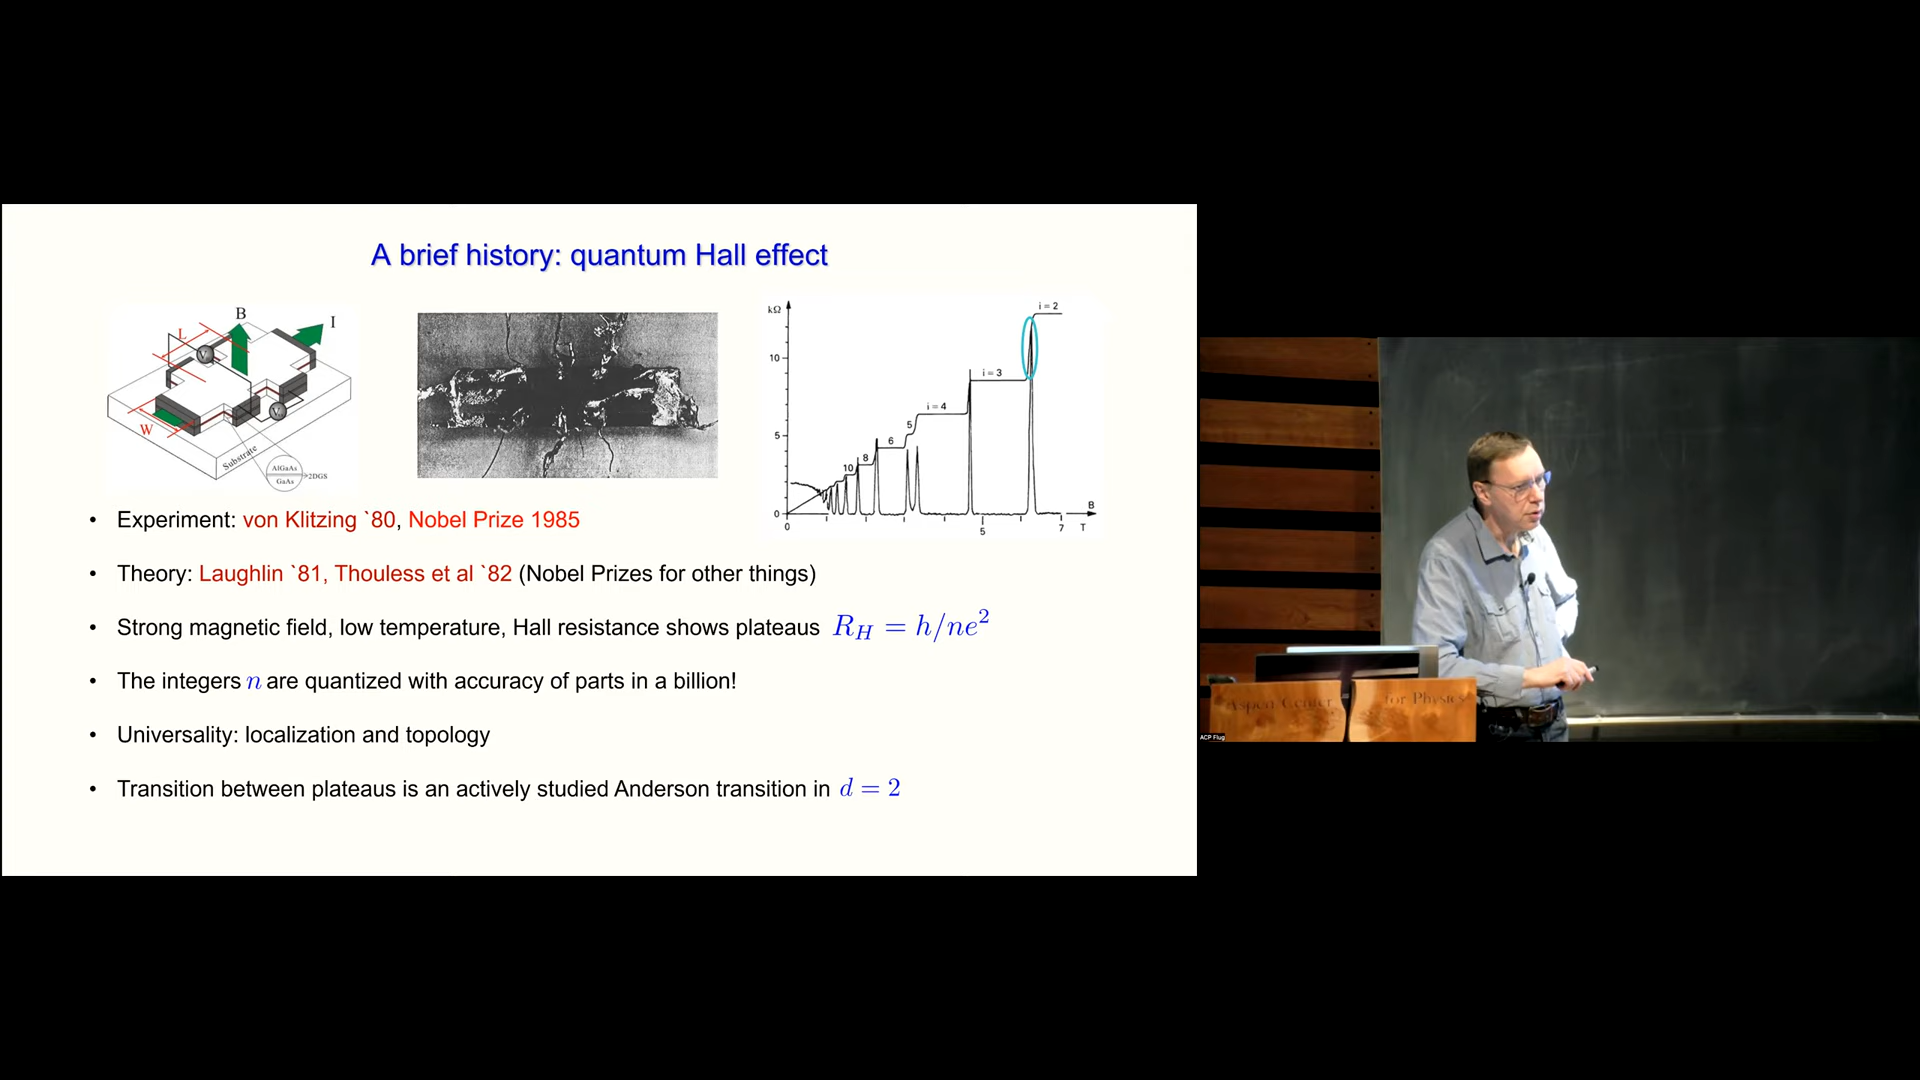 A brief history: quantum Hall effect
B
I
L
V
V
W
Substrate
AlGaAs
GaAs
2DGS
kΩ
i = 2
10
i = 3
i = 4
5
5
6
8
10
0
B
0
5
7
T
• Experiment: von Klitzing `80, Nobel Prize 1985
• Theory: Laughlin `81, Thouless et al `82 (Nobel Prizes for other things)
• Strong magnetic field, low temperature, Hall resistance shows plateaus R_H = h/ne²
• The integers n are quantized with accuracy of parts in a billion!
• Universality: localization and topology
• Transition between plateaus is an actively studied Anderson transition in d = 2
Aspen Center for Physics
ACP Flug